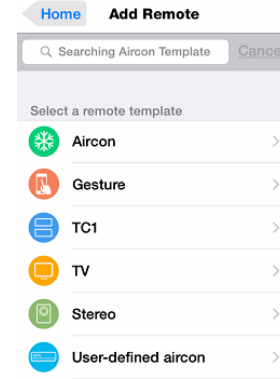 Home Add Remote
Searching Aircon Template Cance
Select a remote template
Aircon
Gesture
TC1
TV
Stereo
User-defined aircon